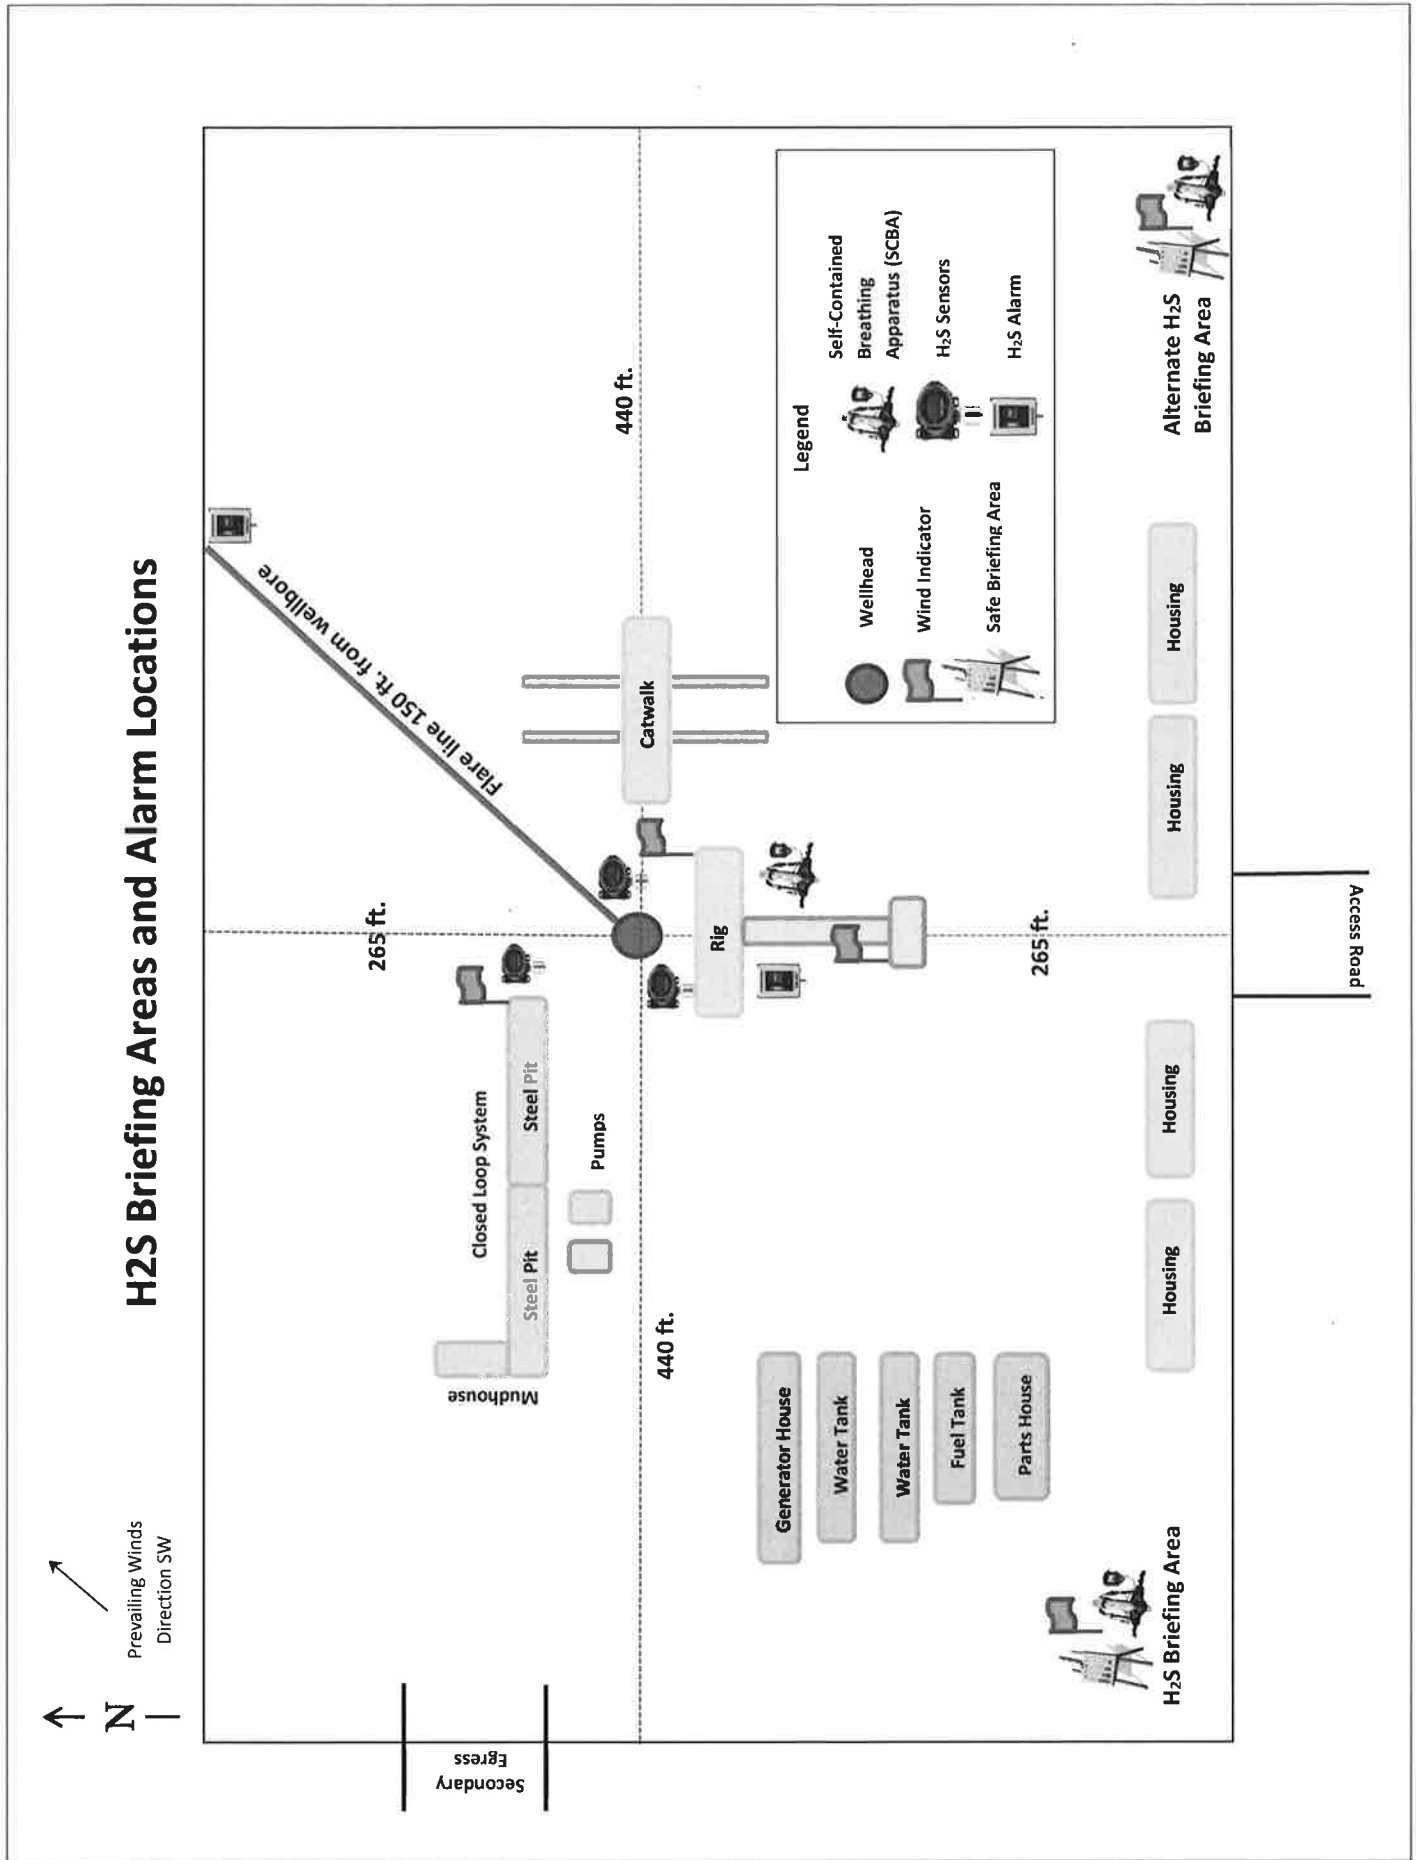 H2S Briefing Areas and Alarm Locations
N
Prevailing Winds
Direction SW
Secondary
Egress
Mudhouse
Closed Loop System
Steel Pit
Steel Pit
Pumps
265 ft.
Flare line 150 ft. from wellbore
440 ft.
440 ft.
Catwalk
Rig
265 ft.
Generator House
Water Tank
Water Tank
Fuel Tank
Parts House
Legend
Wellhead
Wind Indicator
Safe Briefing Area
Self-Contained
Breathing
Apparatus (SCBA)
H₂S Sensors
H₂S Alarm
H₂S Briefing Area
Housing
Housing
Housing
Housing
Alternate H₂S
Briefing Area
Access Road